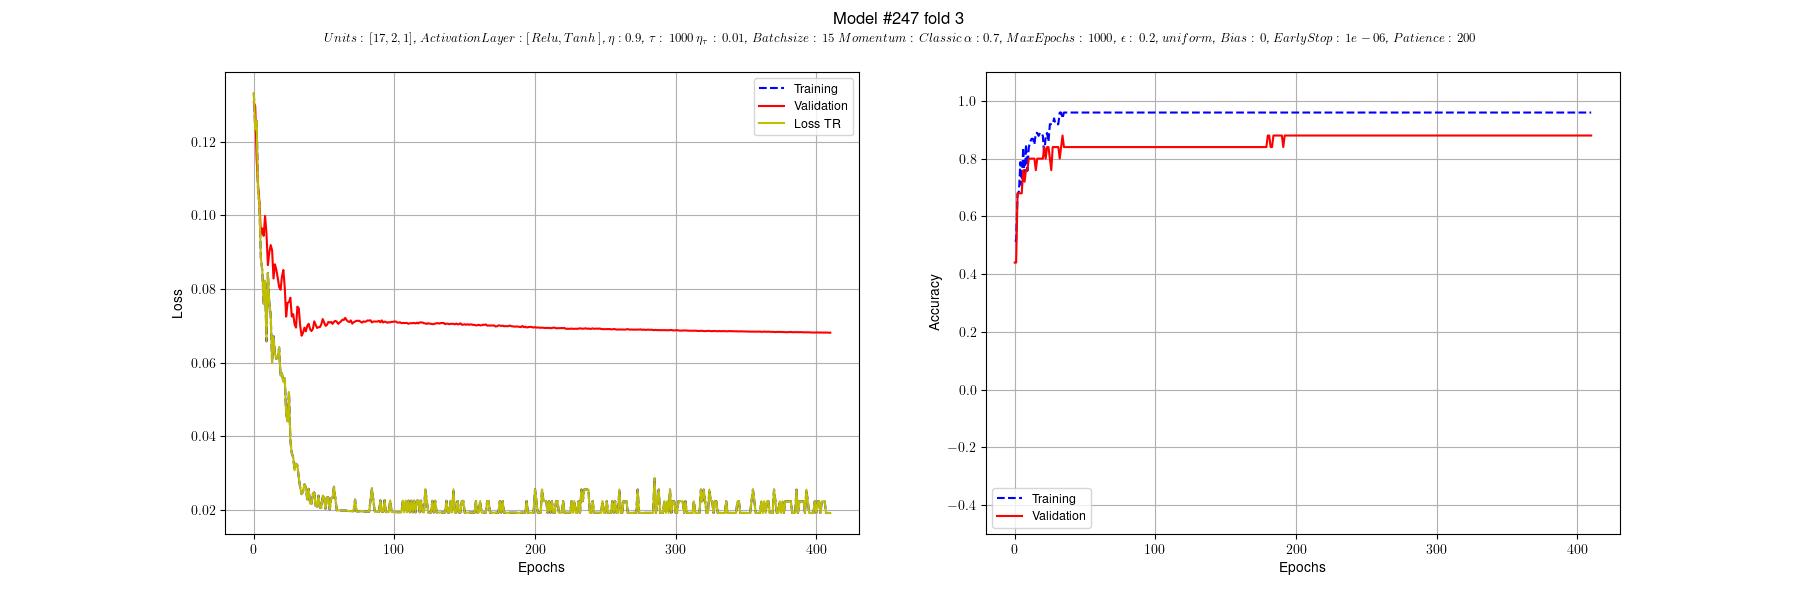 Model #247 fold 3
Units : [17, 2, 1], ActivationLayer : [Relu, Tanh], η : 0.9, τ : 1000 η_τ : 0.01, Batchsize : 15 Momentum : Classic α : 0.7, MaxEpochs : 1000, ϵ : 0.2, uniform, Bias : 0, EarlyStop : 1e − 06, Patience : 200
Training
Validation
Loss TR
0.12
0.10
0.08
0.06
0.04
0.02
Loss
0 100 200 300 400
Epochs
1.0
0.8
0.6
0.4
0.2
0.0
−0.2
−0.4
Accuracy
Training
Validation
0 100 200 300 400
Epochs